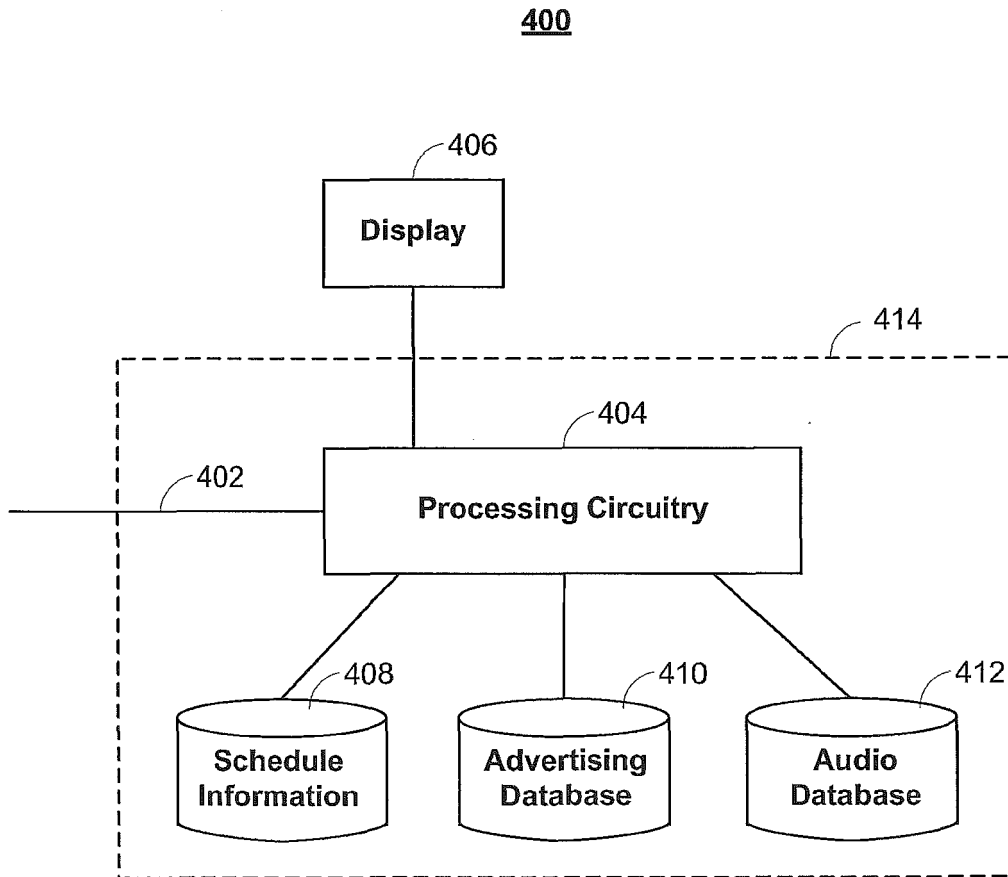 400
406
Display
414
404
402
Processing Circuitry
408
410
412
Schedule
Information
Advertising
Database
Audio
Database